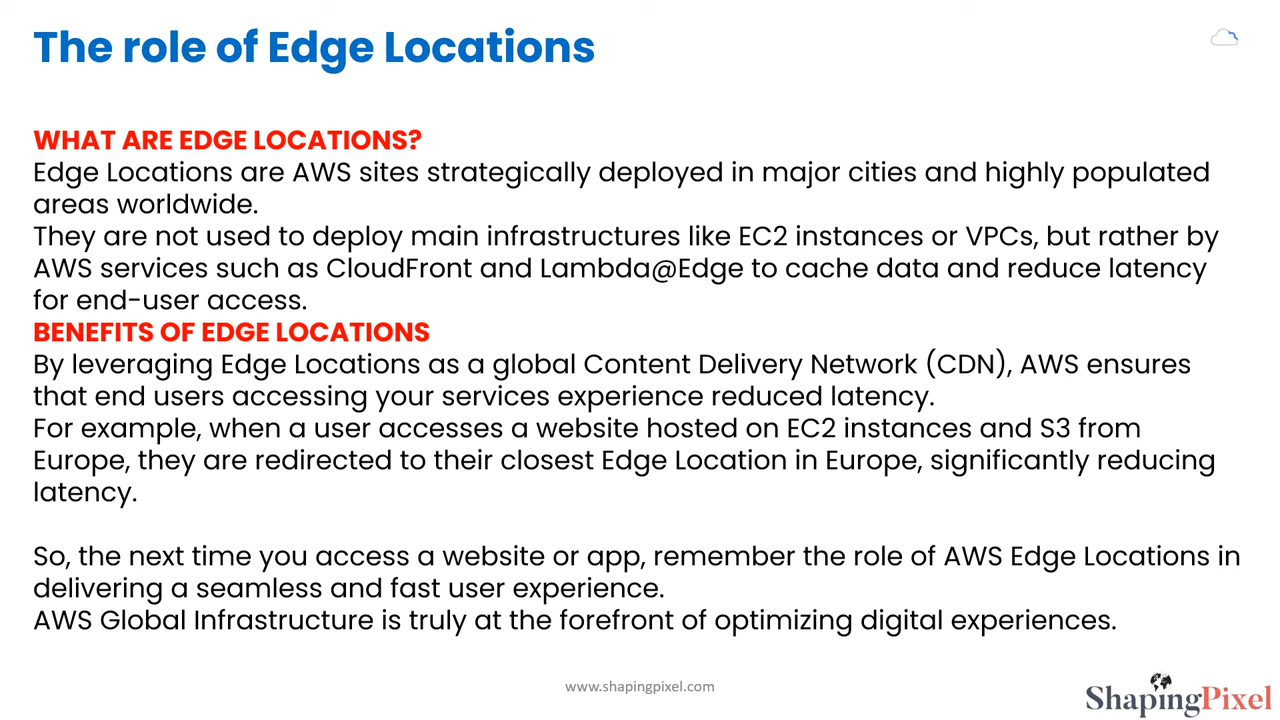 The role of Edge Locations
WHAT ARE EDGE LOCATIONS?
Edge Locations are AWS sites strategically deployed in major cities and highly populated
areas worldwide.
They are not used to deploy main infrastructures like EC2 instances or VPCs, but rather by
AWS services such as CloudFront and Lambda@Edge to cache data and reduce latency
for end-user access.
BENEFITS OF EDGE LOCATIONS
By leveraging Edge Locations as a global Content Delivery Network (CDN), AWS ensures
that end users accessing your services experience reduced latency.
For example, when a user accesses a website hosted on EC2 instances and S3 from
Europe, they are redirected to their closest Edge Location in Europe, significantly reducing
latency.
So, the next time you access a website or app, remember the role of AWS Edge Locations in
delivering a seamless and fast user experience.
AWS Global Infrastructure is truly at the forefront of optimizing digital experiences.
www.shapingpixel.com
ShapingPixel